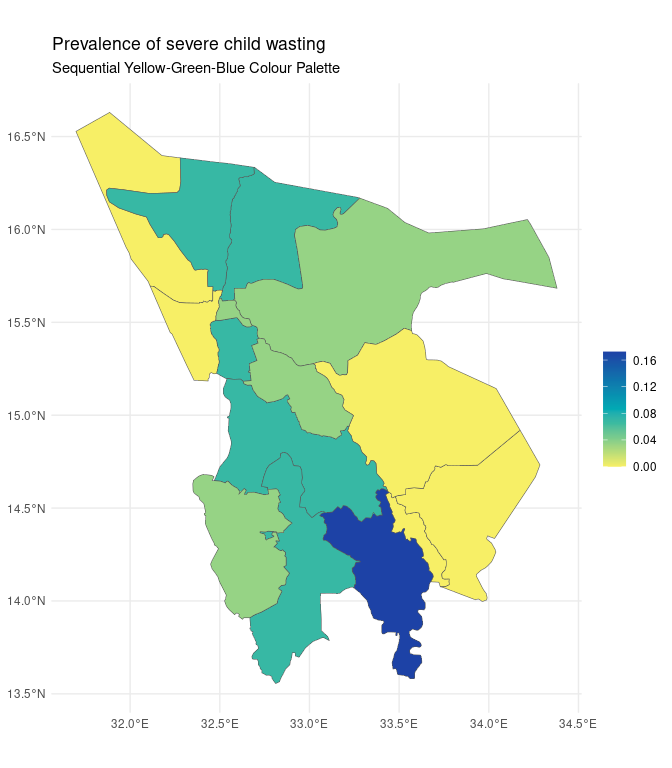 Prevalence of severe child wasting
Sequential Yellow-Green-Blue Colour Palette
16.5°N
16.0°N
15.5°N
15.0°N
14.5°N
14.0°N
13.5°N
32.0°E
32.5°E
33.0°E
33.5°E
34.0°E
34.5°E
0.16
0.12
0.08
0.04
0.00